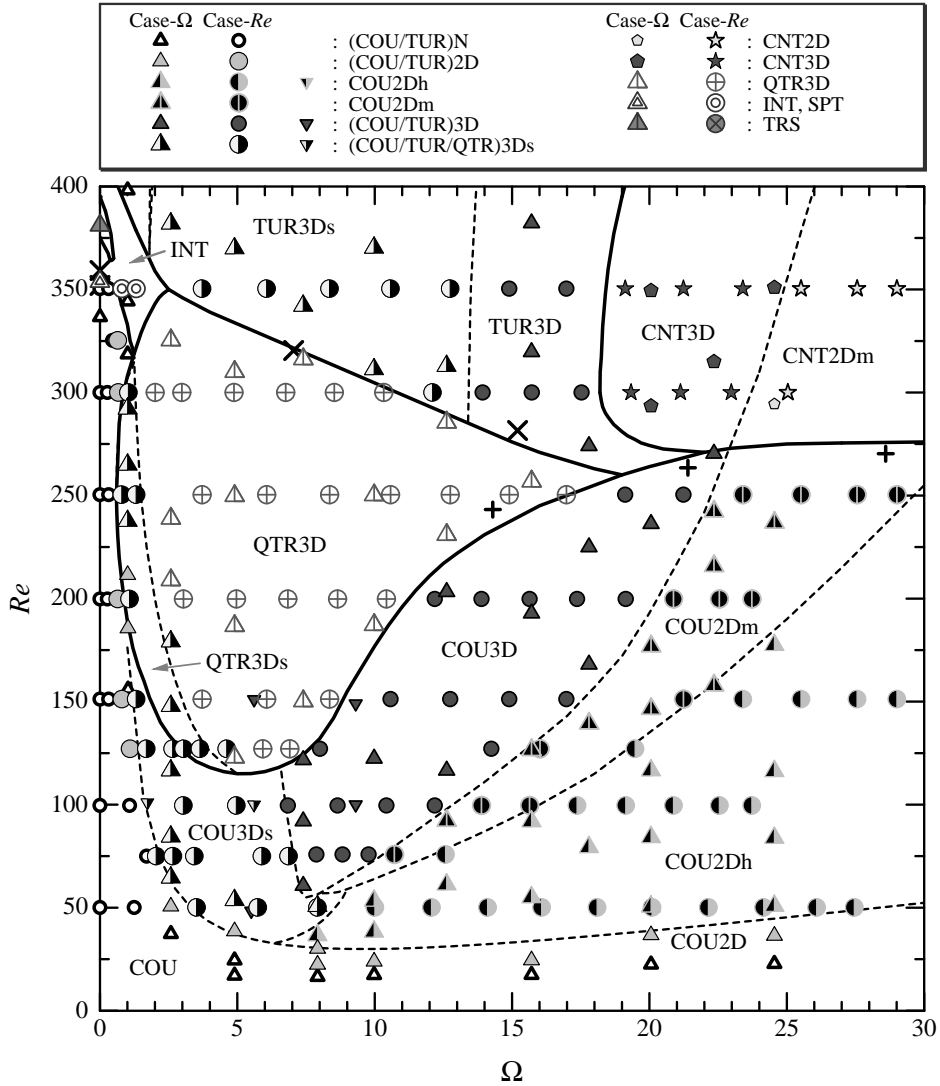 Case-Ω Case-Re Case-Ω Case-Re
: (COU/TUR)N : CNT2D
: (COU/TUR)2D : CNT3D
: COU2Dh : QTR3D
: COU2Dm : INT, SPT
: (COU/TUR)3D : TRS
: (COU/TUR/QTR)3Ds
400
TUR3Ds
INT
350
TUR3D
CNT3D
CNT2Dm
300
250
QTR3D
Re
200
COU2Dm
COU3D
QTR3Ds
150
100
COU3Ds
COU2Dh
50
COU2D
COU
0
0 5 10 15 20 25 30
Ω